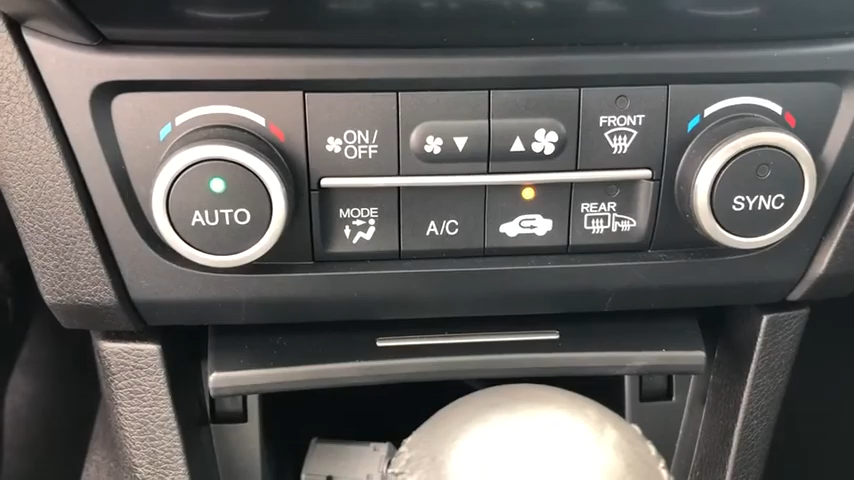 ON/
OFF
FRONT
AUTO
MODE
A/C
REAR
SYNC